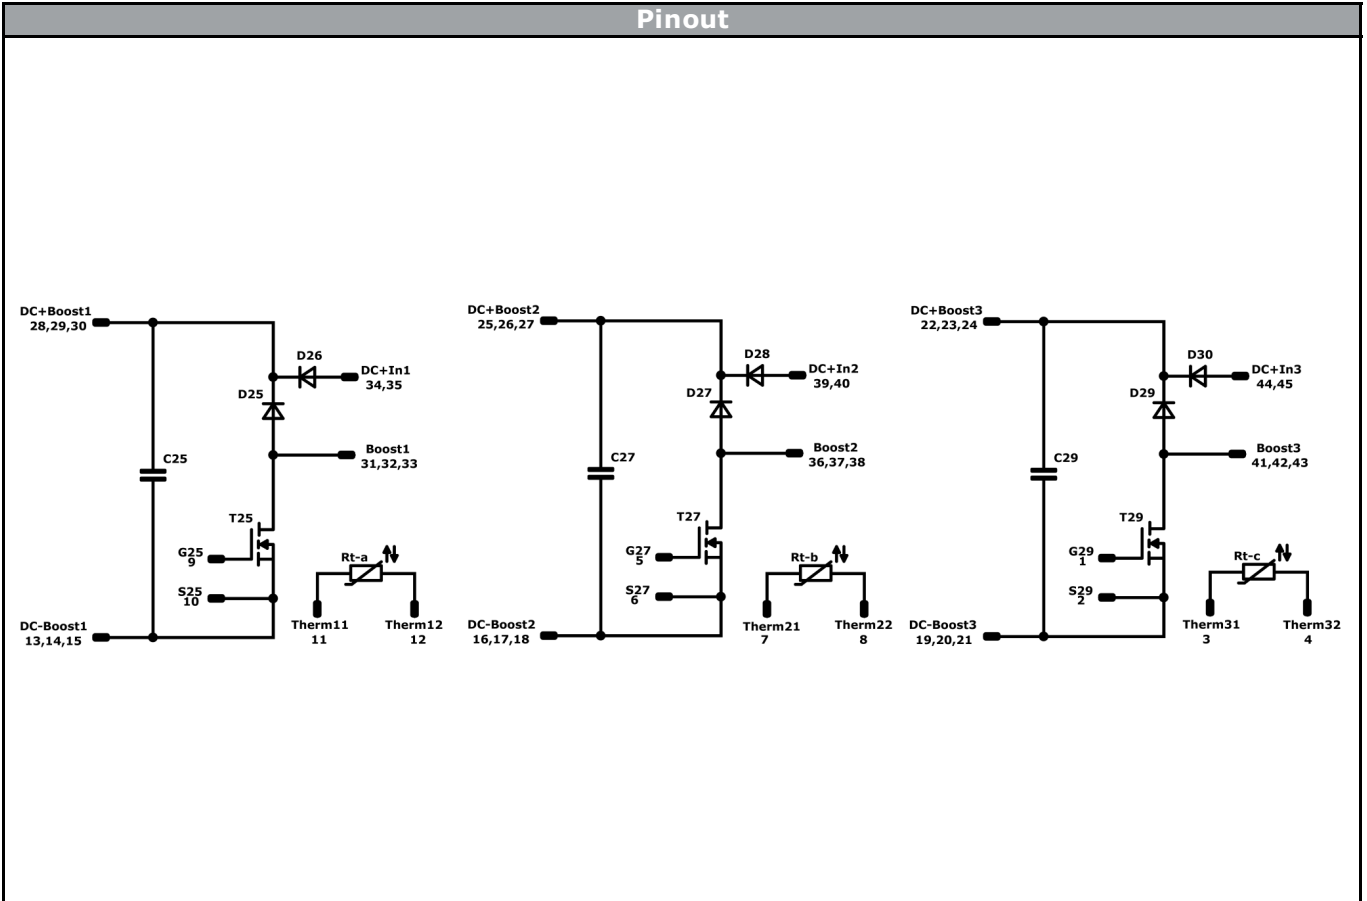 Pinout
DC+Boost1
28,29,30
D26
DC+In1
34,35
D25
Boost1
31,32,33
C25
T25
G25
9
S25
10
Rt-a
DC-Boost1
13,14,15
Therm11
11
Therm12
12
DC+Boost2
25,26,27
D28
DC+In2
39,40
D27
Boost2
36,37,38
C27
T27
G27
5
S27
6
Rt-b
DC-Boost2
16,17,18
Therm21
7
Therm22
8
DC+Boost3
22,23,24
D30
DC+In3
44,45
D29
Boost3
41,42,43
C29
T29
G29
1
S29
2
Rt-c
DC-Boost3
19,20,21
Therm31
3
Therm32
4